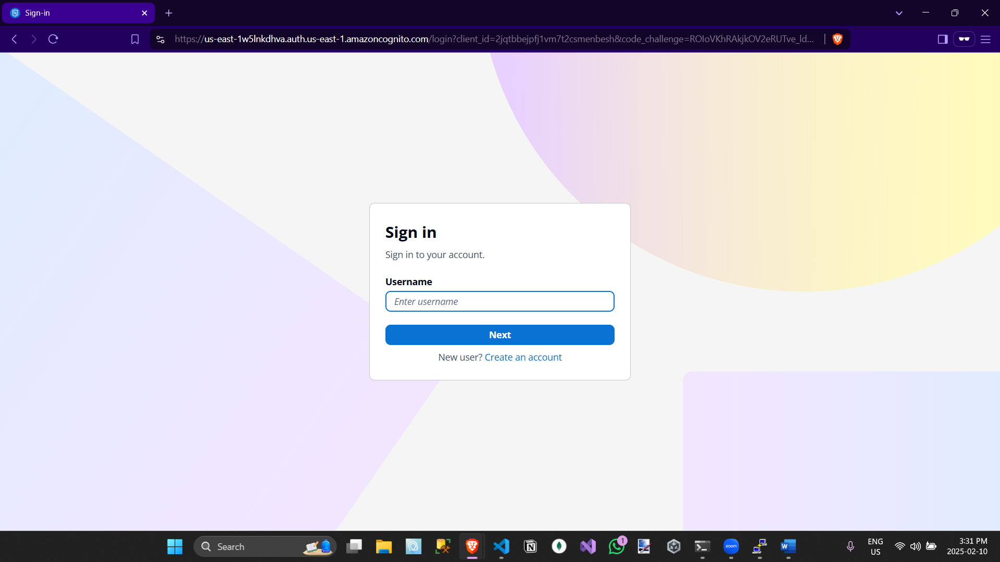 Sign-in
https://us-east-1w5lnkdhva.auth.us-east-1.amazoncognito.com/login?client_id=2jqtbbejpfj1vm7t2csmenbesh&code_challenge=ROIoVKhRAkjkOV2eRUTve_ld...
Sign in
Sign in to your account.
Username
Enter username
Next
New user? Create an account
Search
1
zoom
W
ENG
US
3:31 PM
2025-02-10